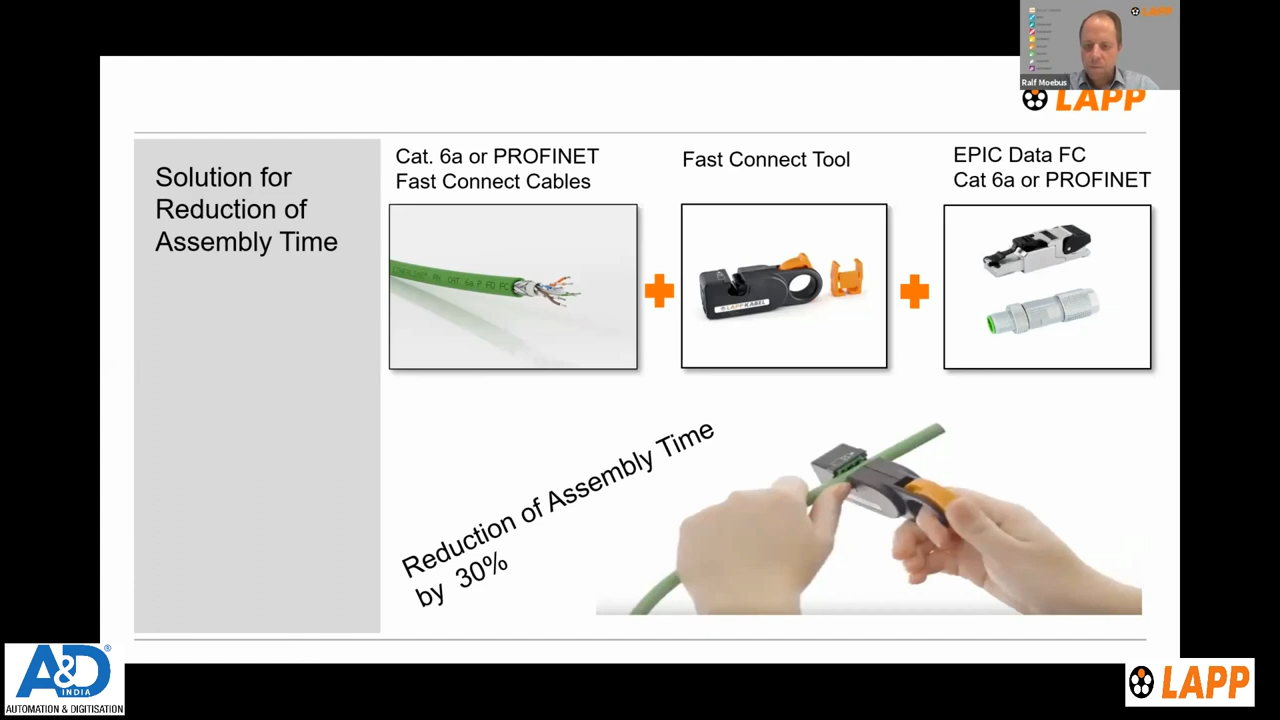 LAPP
Ralf Moebus
LAPP
Solution for
Reduction of
Assembly Time
Cat. 6a or PROFINET
Fast Connect Cables
Fast Connect Tool
EPIC Data FC
Cat 6a or PROFINET
LAPP KABEL
Reduction of Assembly Time
by 30%
A&D
INDIA
AUTOMATION & DIGITISATION
LAPP